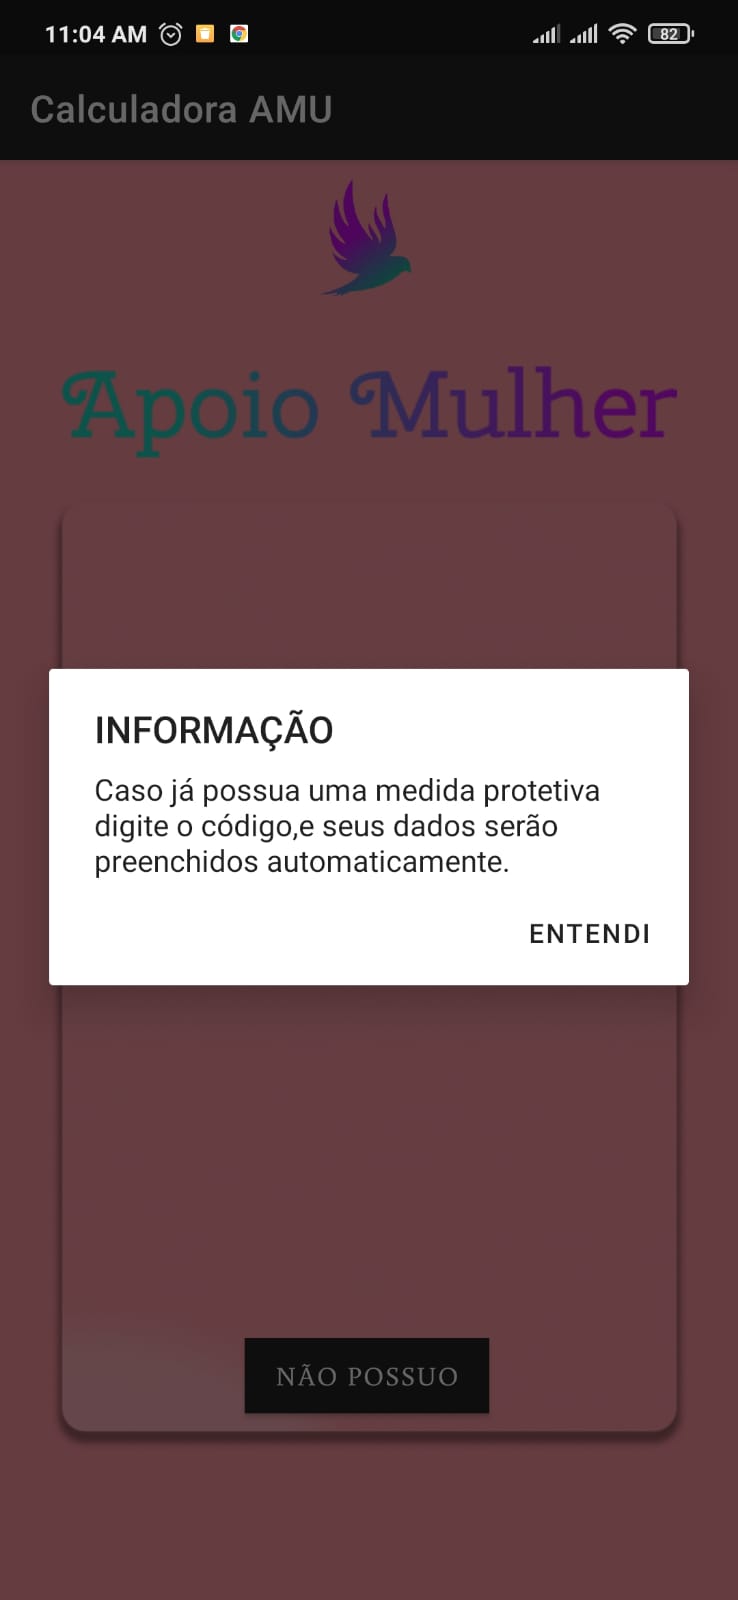 11:04 AM
82
Calculadora AMU
Apoio Mulher
INFORMAÇÃO
Caso já possua uma medida protetiva
digite o código,e seus dados serão
preenchidos automaticamente.
ENTENDI
NÃO POSSUO